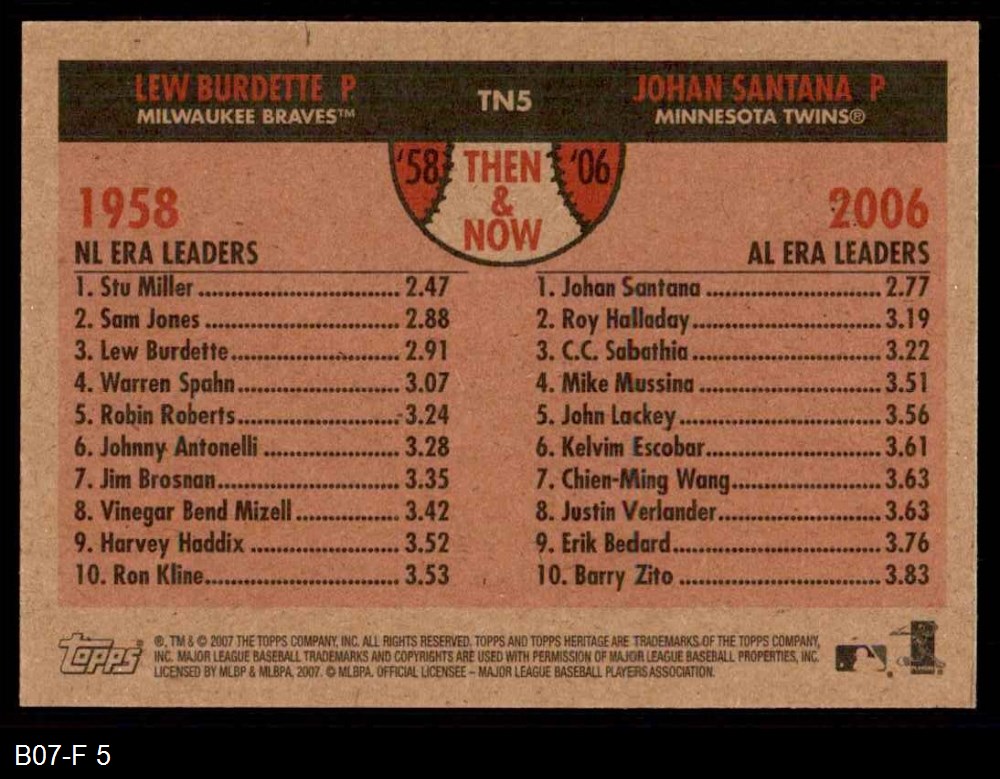 LEW BURDETTE P
MILWAUKEE BRAVES™
TN5
JOHAN SANTANA P
MINNESOTA TWINS®
'58 THEN & NOW '06
1958
NL ERA LEADERS
1. Stu Miller 2.47
2. Sam Jones 2.88
3. Lew Burdette 2.91
4. Warren Spahn 3.07
5. Robin Roberts 3.24
6. Johnny Antonelli 3.28
7. Jim Brosnan 3.35
8. Vinegar Bend Mizell 3.42
9. Harvey Haddix 3.52
10. Ron Kline 3.53
2006
AL ERA LEADERS
1. Johan Santana 2.77
2. Roy Halladay 3.19
3. C.C. Sabathia 3.22
4. Mike Mussina 3.51
5. John Lackey 3.56
6. Kelvim Escobar 3.61
7. Chien-Ming Wang 3.63
8. Justin Verlander 3.63
9. Erik Bedard 3.76
10. Barry Zito 3.83
Topps
®, TM & © 2007 THE TOPPS COMPANY, INC. ALL RIGHTS RESERVED. TOPPS AND TOPPS HERITAGE ARE TRADEMARKS OF THE TOPPS COMPANY,
INC. MAJOR LEAGUE BASEBALL TRADEMARKS AND COPYRIGHTS ARE USED WITH PERMISSION OF MAJOR LEAGUE BASEBALL PROPERTIES, INC.
LICENSED BY MLBP & MLBPA, 2007. © MLBPA. OFFICIAL LICENSEE – MAJOR LEAGUE BASEBALL PLAYERS ASSOCIATION.
B07-F 5